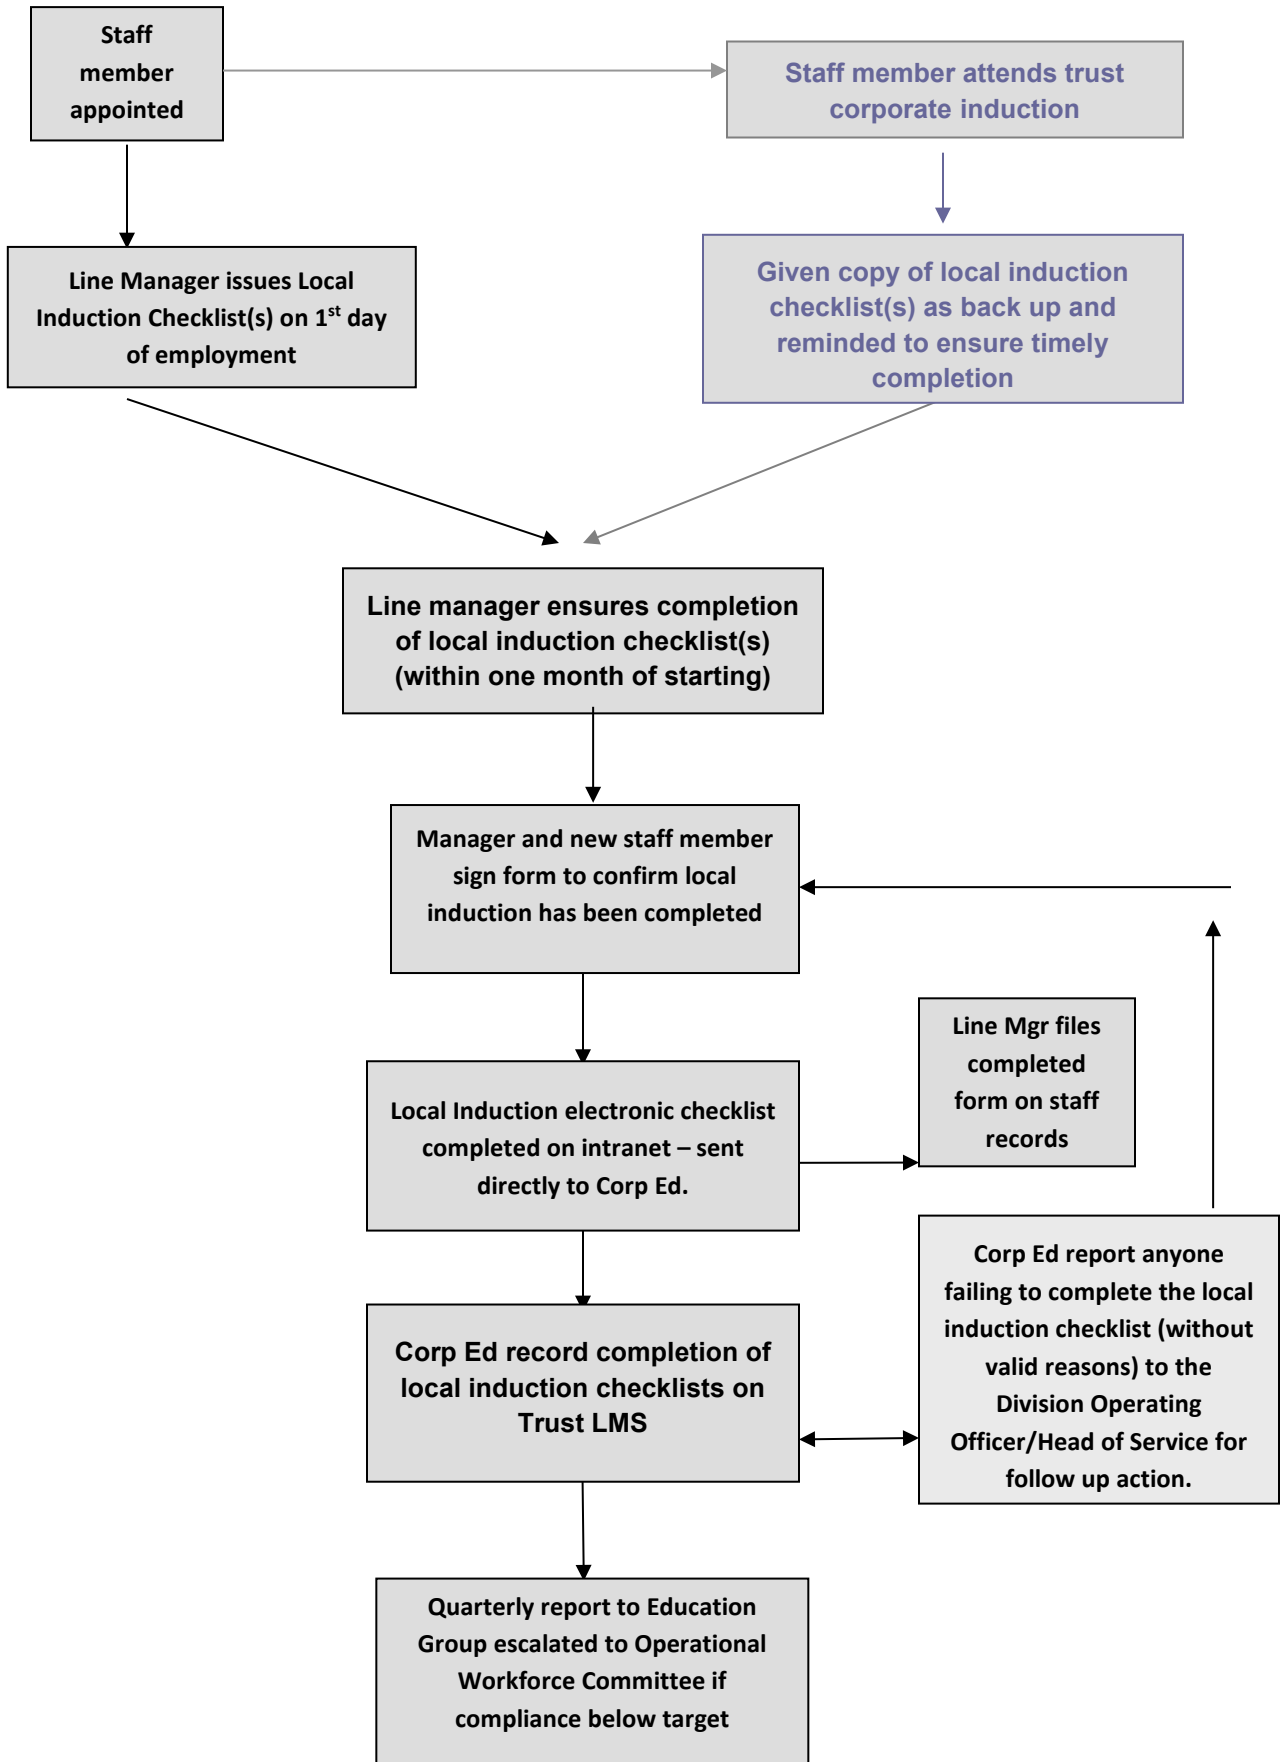 Staff
member
appointed
Staff member attends trust
corporate induction
Line Manager issues Local
Induction Checklist(s) on 1st day
of employment
Given copy of local induction
checklist(s) as back up and
reminded to ensure timely
completion
Line manager ensures completion
of local induction checklist(s)
(within one month of starting)
Manager and new staff member
sign form to confirm local
induction has been completed
Line Mgr files
completed
form on staff
records
Local Induction electronic checklist
completed on intranet – sent
directly to Corp Ed.
Corp Ed report anyone
failing to complete the local
induction checklist (without
valid reasons) to the
Division Operating
Officer/Head of Service for
follow up action.
Corp Ed record completion of
local induction checklists on
Trust LMS
Quarterly report to Education
Group escalated to Operational
Workforce Committee if
compliance below target